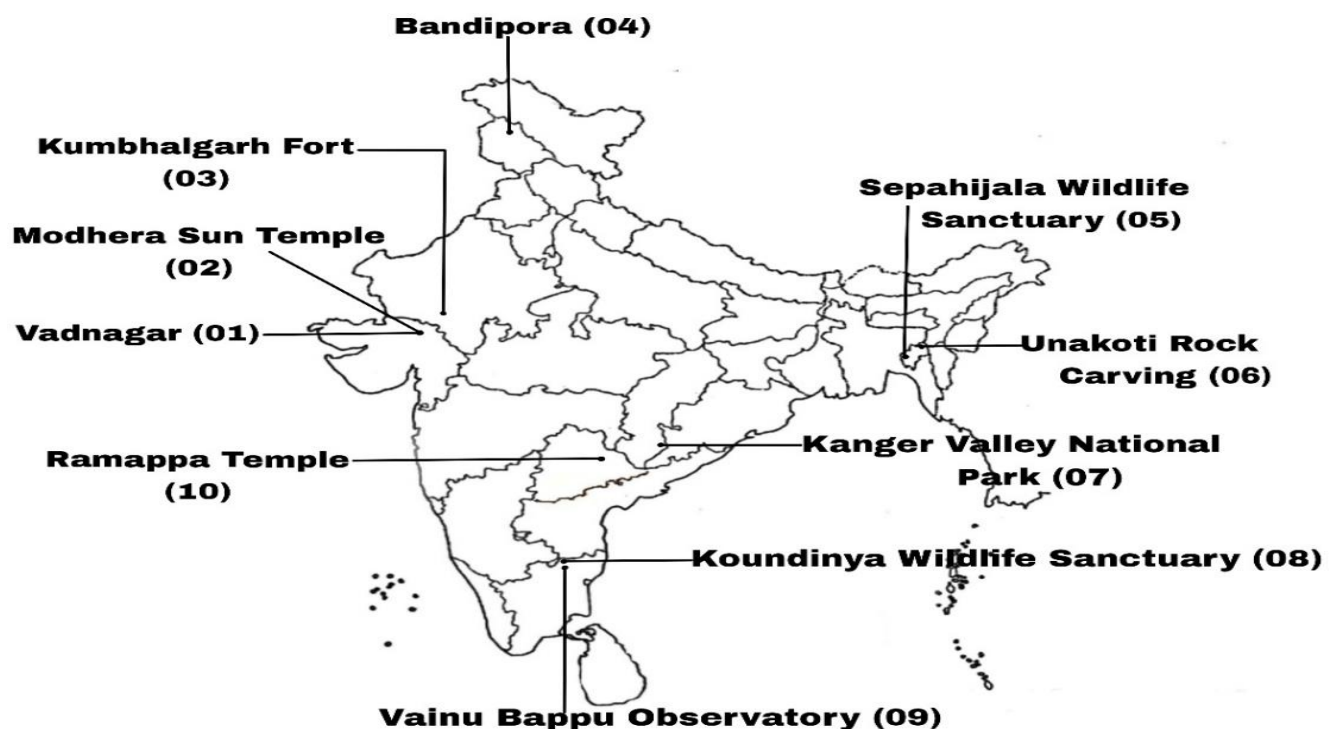 Bandipora (04)
Kumbhalgarh Fort
(03)
Sepahijala Wildlife
Sanctuary (05)
Modhera Sun Temple
(02)
Vadnagar (01)
Unakoti Rock
Carving (06)
Kanger Valley National
Park (07)
Ramappa Temple
(10)
Koundinya Wildlife Sanctuary (08)
Vainu Bappu Observatory (09)